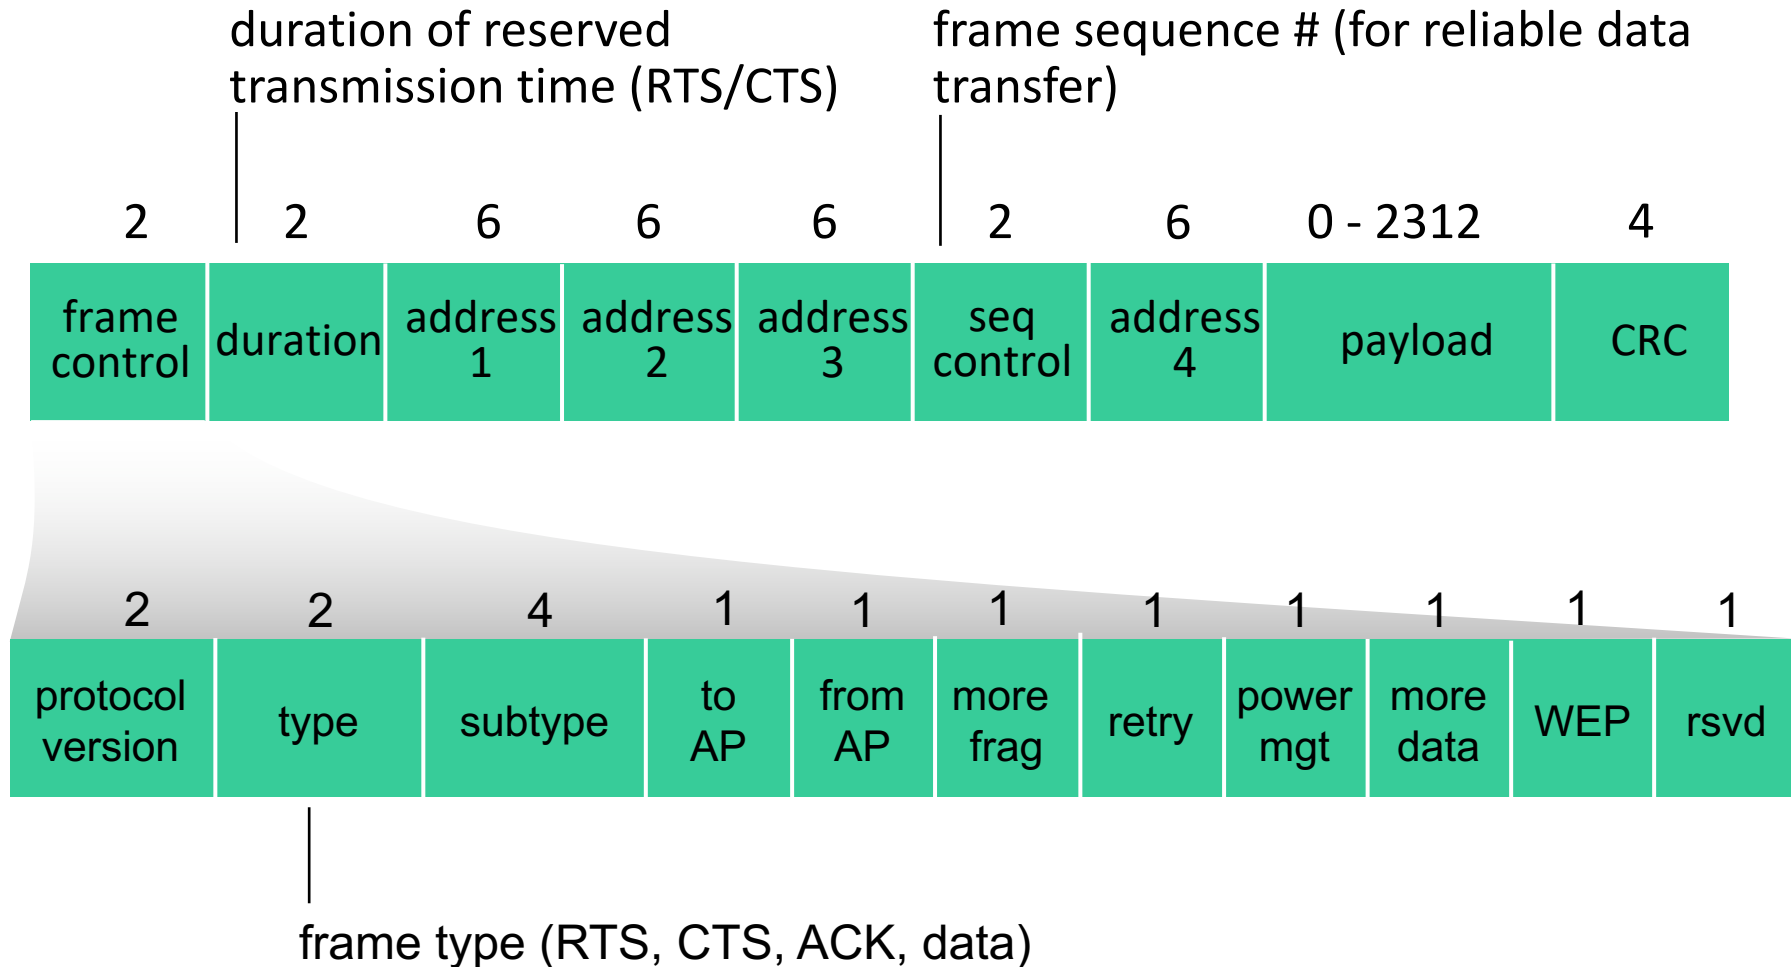 duration of reserved
transmission time (RTS/CTS)
frame sequence # (for reliable data
transfer)
2 2 6 6 6 2 6 0 - 2312 4
frame
control
duration
address
1
address
2
address
3
seq
control
address
4
payload
CRC
2 2 4 1 1 1 1 1 1 1 1
protocol
version
type
subtype
to
AP
from
AP
more
frag
retry
power
mgt
more
data
WEP
rsvd
frame type (RTS, CTS, ACK, data)